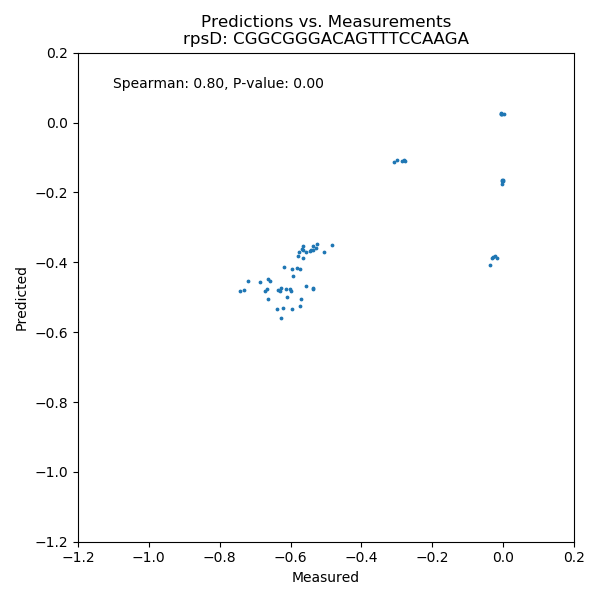 Predictions vs. Measurements
rpsD: CGGCGGGACAGTTTCCAAGA
Spearman: 0.80, P-value: 0.00
0.2
0.0
−0.2
−0.4
−0.6
−0.8
−1.0
−1.2
Predicted
−1.2 −1.0 −0.8 −0.6 −0.4 −0.2 0.0 0.2
Measured